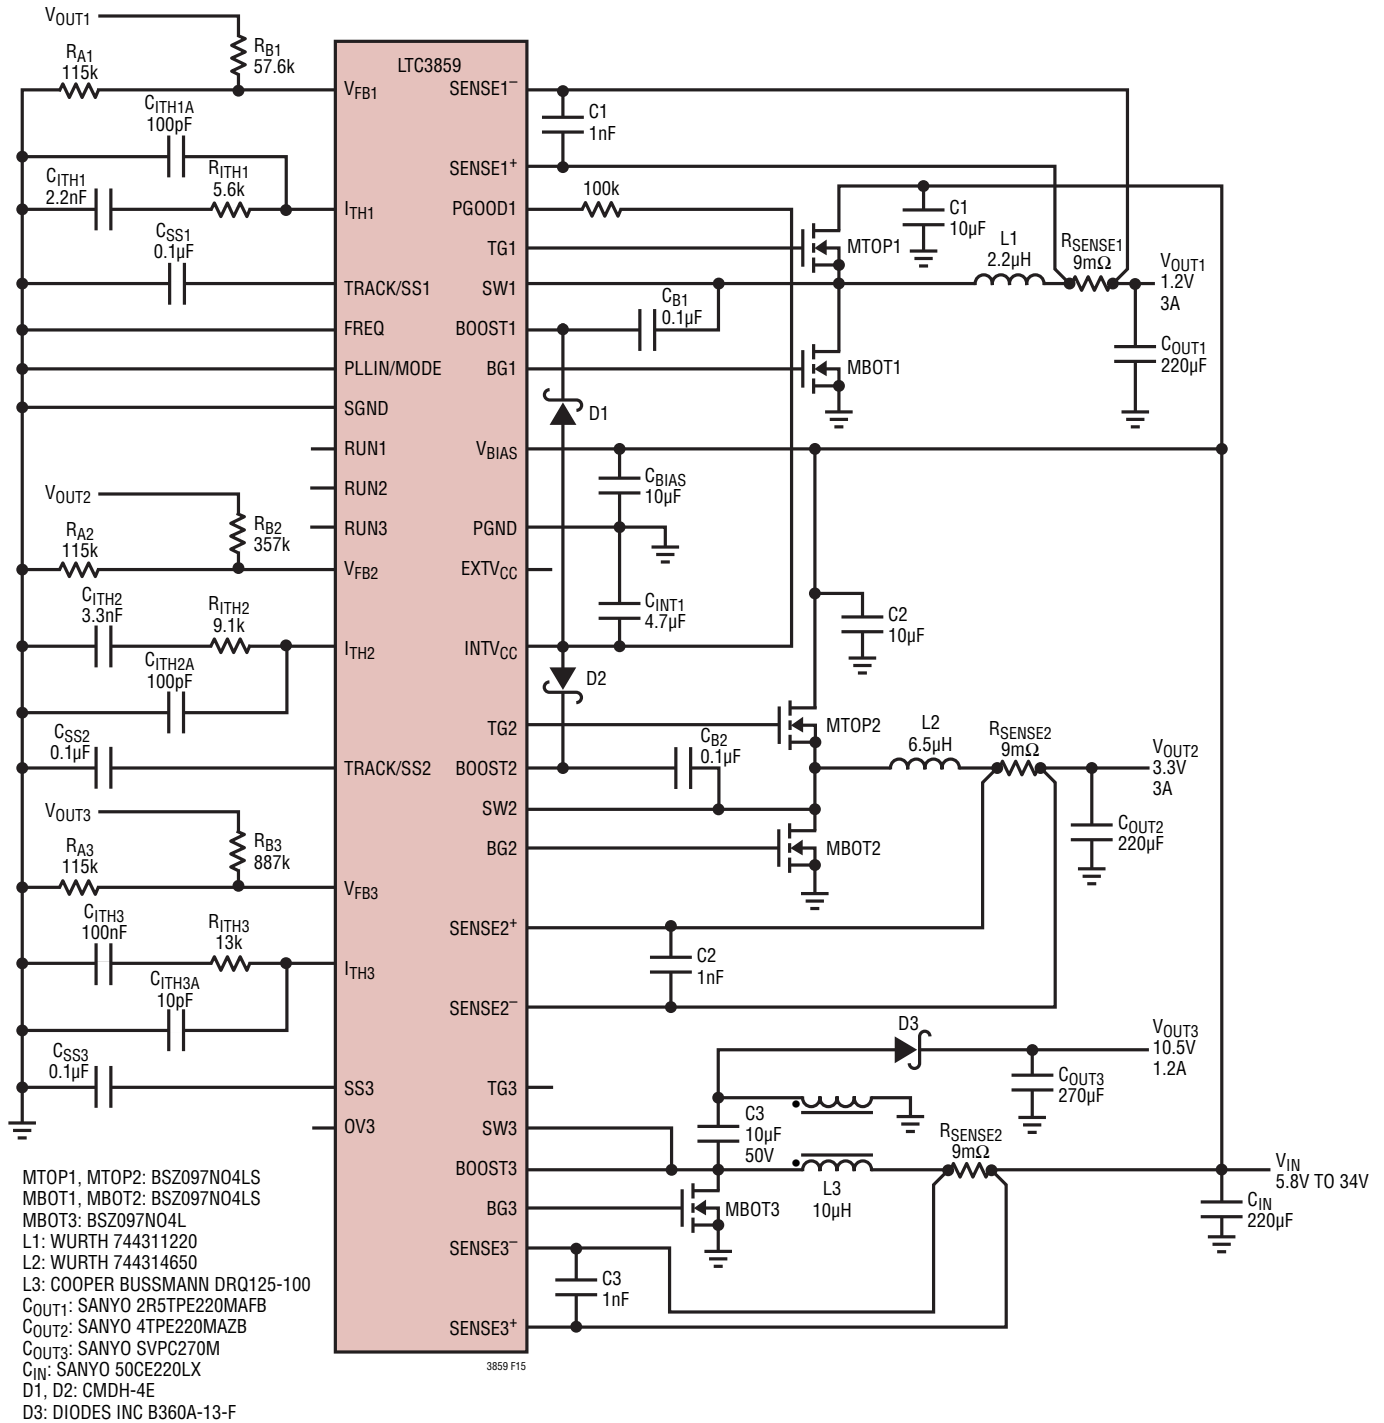 VOUT1
RA1
115k
RB1
57.6k
CITH1A
100pF
CITH1
2.2nF
RITH1
5.6k
CSS1
0.1µF
VOUT2
RA2
115k
RB2
357k
CITH2
3.3nF
RITH2
9.1k
CITH2A
100pF
CSS2
0.1µF
VOUT3
RA3
115k
RB3
887k
CITH3
100nF
RITH3
13k
CITH3A
10pF
CSS3
0.1µF
LTC3859
VFB1
ITH1
TRACK/SS1
FREQ
PLLIN/MODE
SGND
RUN1
RUN2
RUN3
VFB2
ITH2
TRACK/SS2
VFB3
ITH3
SS3
OV3
SENSE1–
SENSE1+
PGOOD1
TG1
SW1
BOOST1
BG1
VBIAS
PGND
EXTVCC
INTVCC
TG2
BOOST2
SW2
BG2
SENSE2+
SENSE2–
TG3
SW3
BOOST3
BG3
SENSE3–
SENSE3+
C1
1nF
100k
C1
10µF
MTOP1
L1
2.2µH
RSENSE1
9mΩ
VOUT1
1.2V
3A
CB1
0.1µF
MBOT1
COUT1
220µF
D1
CBIAS
10µF
CINT1
4.7µF
C2
10µF
D2
MTOP2
L2
6.5µH
RSENSE2
9mΩ
VOUT2
3.3V
3A
CB2
0.1µF
MBOT2
COUT2
220µF
C2
1nF
D3
VOUT3
10.5V
1.2A
COUT3
270µF
C3
10µF
50V
RSENSE2
9mΩ
L3
10µH
MBOT3
VIN
5.8V TO 34V
CIN
220µF
C3
1nF
3859 F15
MTOP1, MTOP2: BSZ097NO4LS
MBOT1, MBOT2: BSZ097NO4LS
MBOT3: BSZ097NO4L
L1: WURTH 744311220
L2: WURTH 744314650
L3: COOPER BUSSMANN DRQ125-100
COUT1: SANYO 2R5TPE220MAFB
COUT2: SANYO 4TPE220MAZB
COUT3: SANYO SVPC270M
CIN: SANYO 50CE220LX
D1, D2: CMDH-4E
D3: DIODES INC B360A-13-F